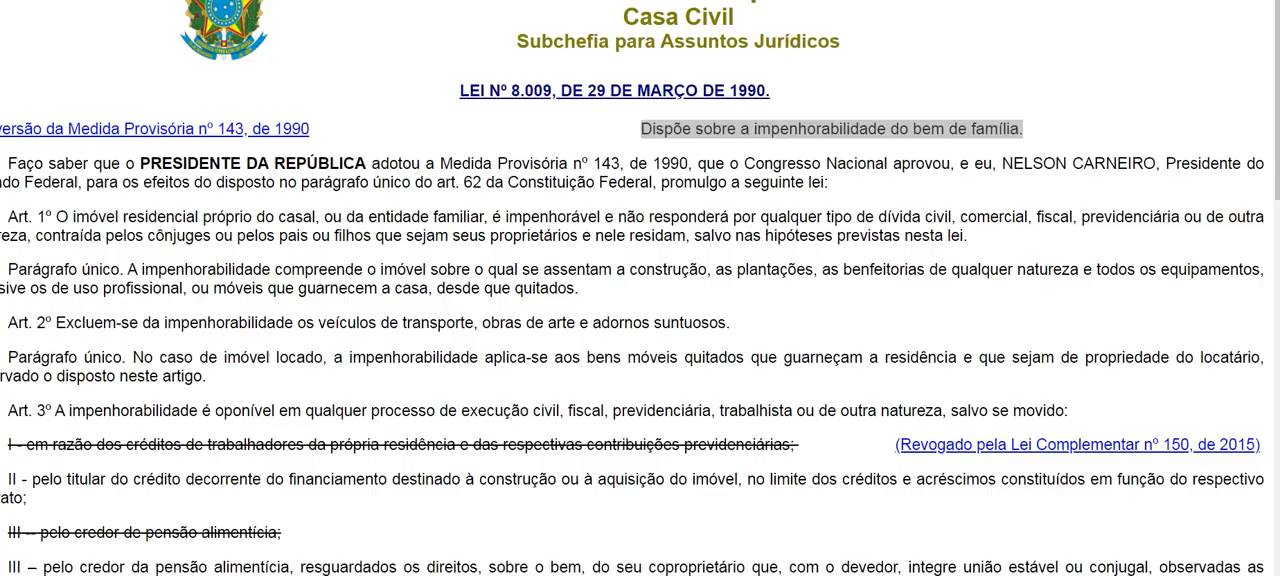 Casa Civil
Subchefia para Assuntos Jurídicos
LEI Nº 8.009, DE 29 DE MARÇO DE 1990.
versão da Medida Provisória nº 143, de 1990 Dispõe sobre a impenhorabilidade do bem de família.
Faço saber que o PRESIDENTE DA REPÚBLICA adotou a Medida Provisória nº 143, de 1990, que o Congresso Nacional aprovou, e eu, NELSON CARNEIRO, Presidente do
do Federal, para os efeitos do disposto no parágrafo único do art. 62 da Constituição Federal, promulgo a seguinte lei:
Art. 1º O imóvel residencial próprio do casal, ou da entidade familiar, é impenhorável e não responderá por qualquer tipo de dívida civil, comercial, fiscal, previdenciária ou de outra
reza, contraída pelos cônjuges ou pelos pais ou filhos que sejam seus proprietários e nele residam, salvo nas hipóteses previstas nesta lei.
Parágrafo único. A impenhorabilidade compreende o imóvel sobre o qual se assentam a construção, as plantações, as benfeitorias de qualquer natureza e todos os equipamentos,
sive os de uso profissional, ou móveis que guarnecem a casa, desde que quitados.
Art. 2º Excluem-se da impenhorabilidade os veículos de transporte, obras de arte e adornos suntuosos.
Parágrafo único. No caso de imóvel locado, a impenhorabilidade aplica-se aos bens móveis quitados que guarneçam a residência e que sejam de propriedade do locatário,
rvado o disposto neste artigo.
Art. 3º A impenhorabilidade é oponível em qualquer processo de execução civil, fiscal, previdenciária, trabalhista ou de outra natureza, salvo se movido:
I - em razão dos créditos de trabalhadores da própria residência e das respectivas contribuições previdenciárias; (Revogado pela Lei Complementar nº 150, de 2015)
II - pelo titular do crédito decorrente do financiamento destinado à construção ou à aquisição do imóvel, no limite dos créditos e acréscimos constituídos em função do respectivo
ato;
III -- pelo credor de pensão alimentícia;
III – pelo credor da pensão alimentícia, resguardados os direitos, sobre o bem, do seu coproprietário que, com o devedor, integre união estável ou conjugal, observadas as